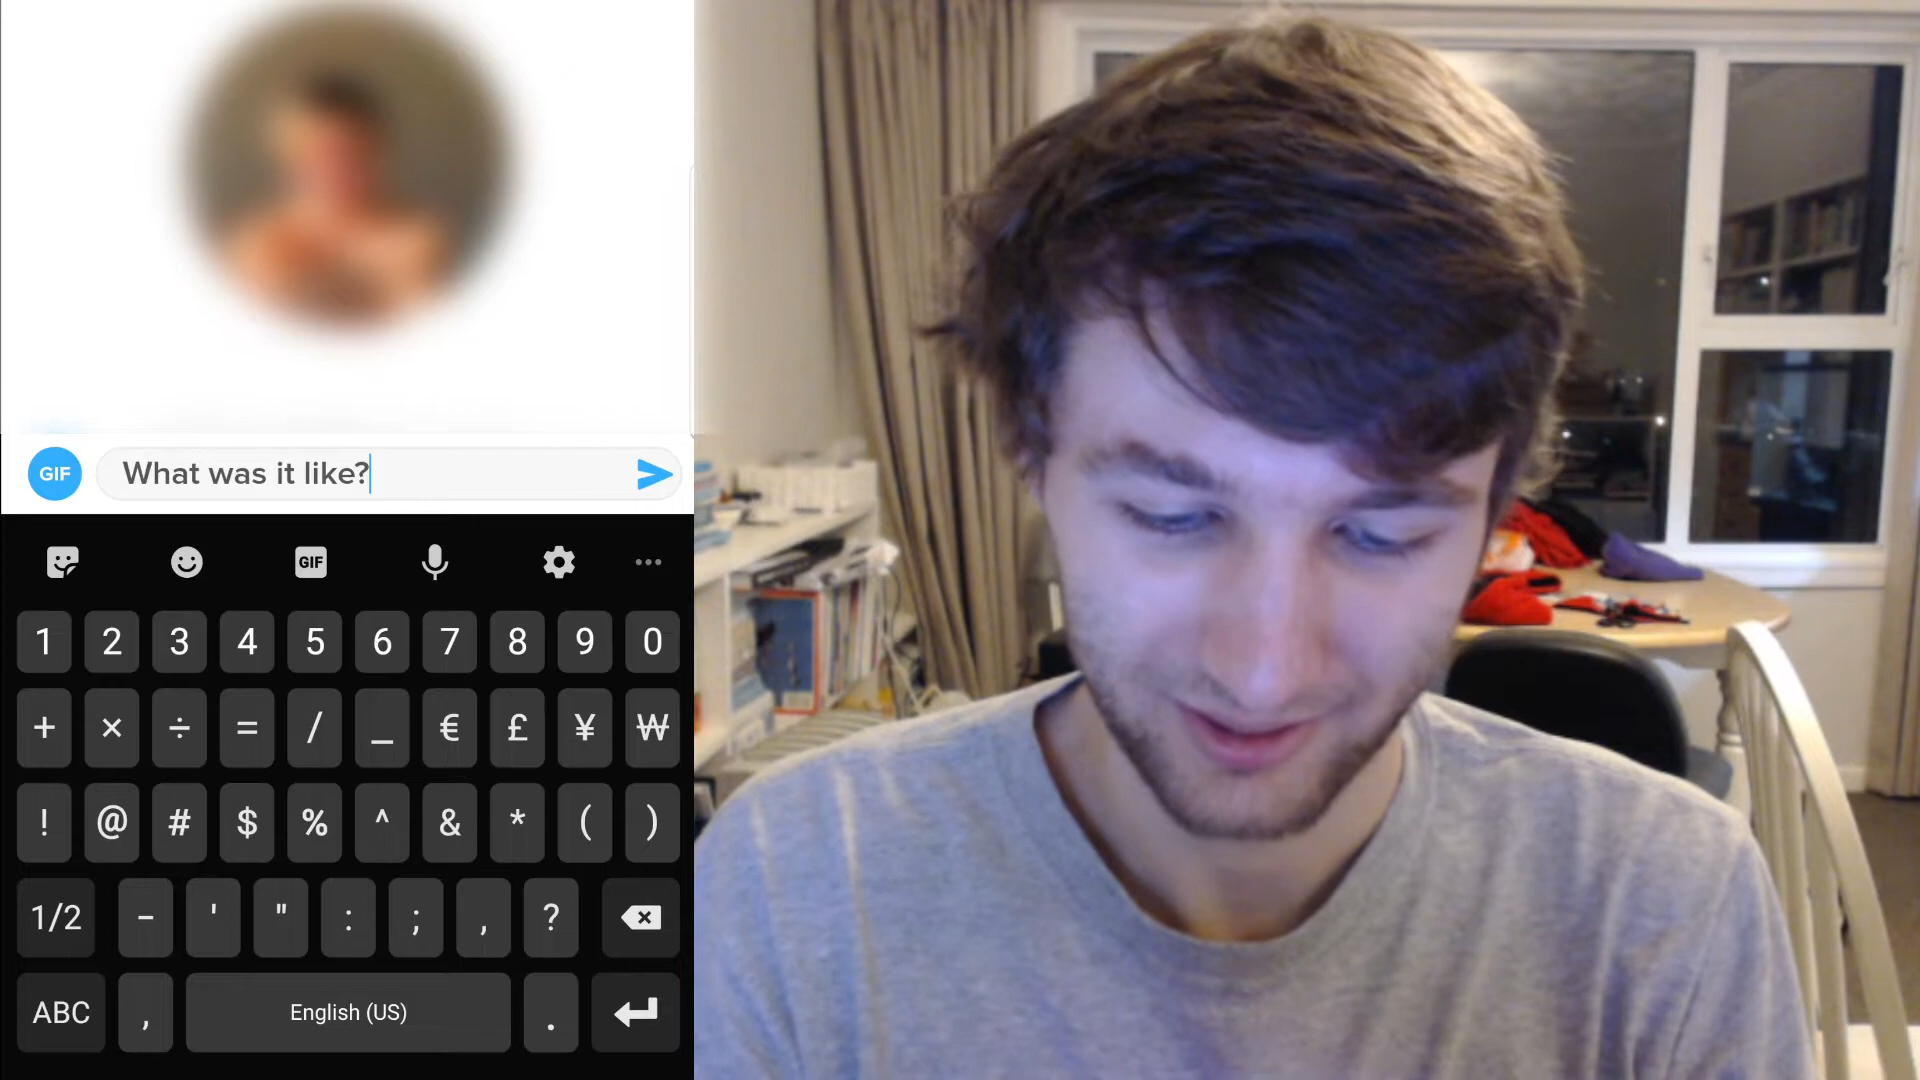 GIF What was it like?
GIF
1 2 3 4 5 6 7 8 9 0
+ × ÷ = / _ € £ ¥ ₩
! @ # $ % ^ & * ( )
1/2 - ' " : ; , ?
ABC , English (US) .